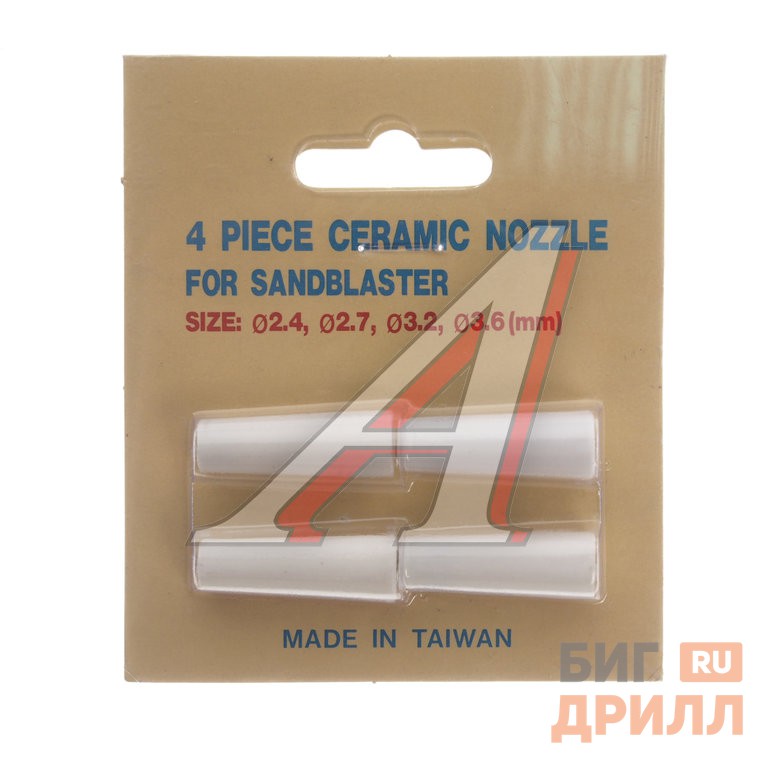 4 PIECE CERAMIC NOZZLE
FOR SANDBLASTER
SIZE: Ø2.4, Ø2.7, Ø3.2, Ø3.6(mm)
MADE IN TAIWAN
БИГ RU
ДРИЛЛ